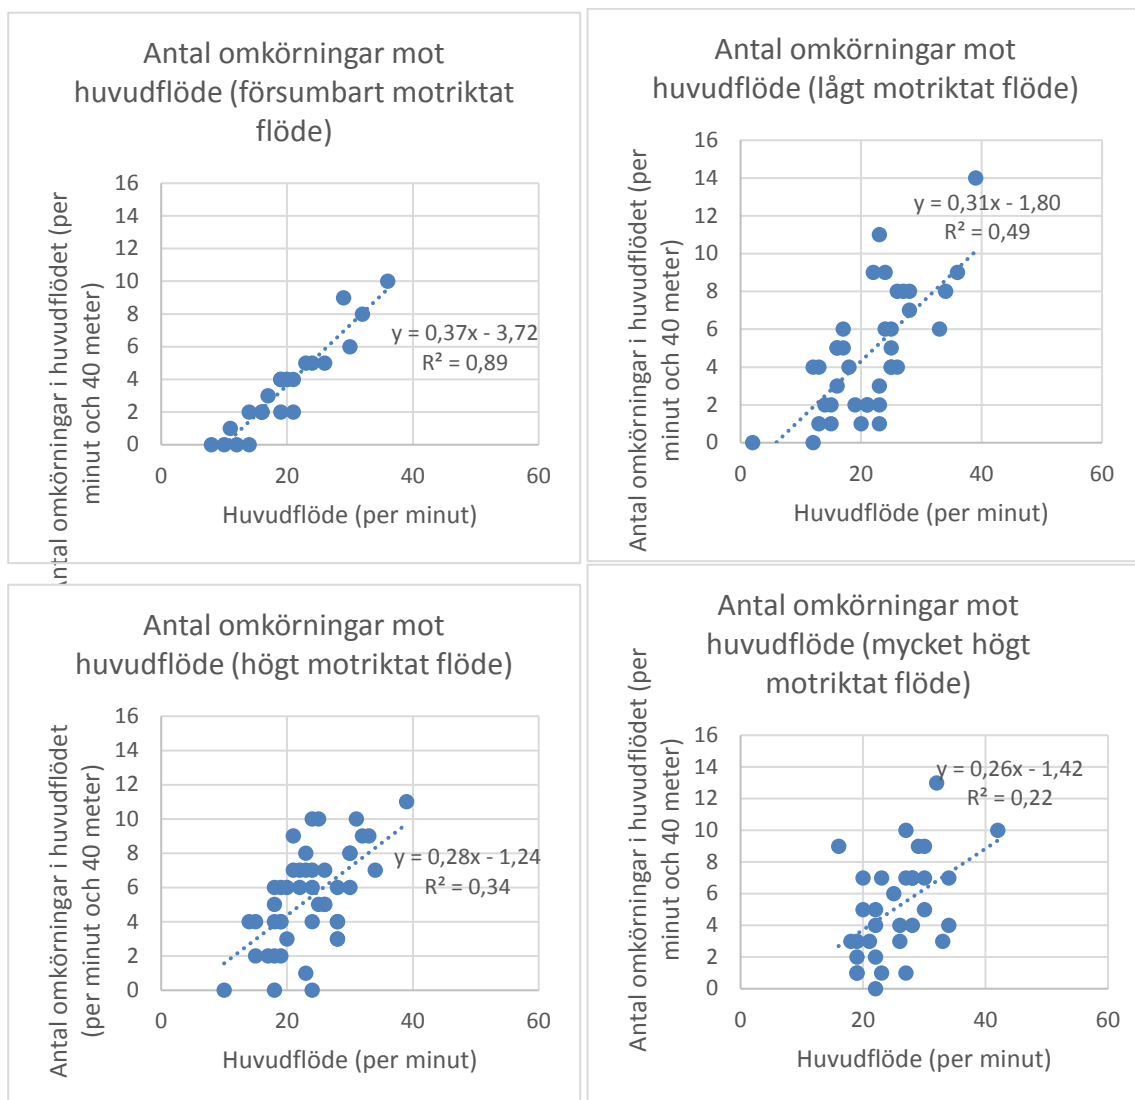 Antal omkörningar mot
huvudflöde (försumbart motriktat
flöde)
Antal omkörningar i huvudflödet (per
minut och 40 meter)
16
14
12
10
8
6
4
2
0
y = 0,37x - 3,72
R² = 0,89
0 20 40 60
Huvudflöde (per minut)
Antal omkörningar mot
huvudflöde (lågt motriktat flöde)
Antal omkörningar i huvudflödet (per
minut och 40 meter)
16
14
12
10
8
6
4
2
0
y = 0,31x - 1,80
R² = 0,49
0 20 40 60
Huvudflöde (per minut)
Antal omkörningar mot
huvudflöde (högt motriktat flöde)
Antal omkörningar i huvudflödet
(per minut och 40 meter)
16
14
12
10
8
6
4
2
0
y = 0,28x - 1,24
R² = 0,34
0 20 40 60
Huvudflöde (per minut)
Antal omkörningar mot
huvudflöde (mycket högt
motriktat flöde)
Antal omkörningar i huvudflödet (per
minut och 40 meter)
16
14
12
10
8
6
4
2
0
y = 0,26x - 1,42
R² = 0,22
0 20 40 60
Huvudflöde (per minut)